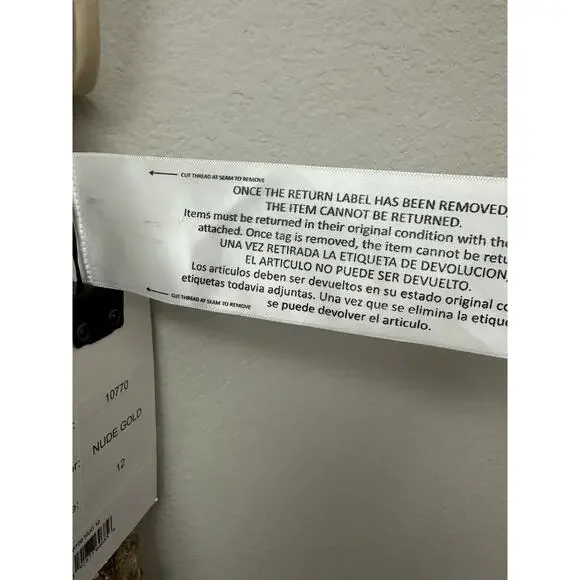 CUT THREAD AT SEAM TO REMOVE
ONCE THE RETURN LABEL HAS BEEN REMOVED,
THE ITEM CANNOT BE RETURNED.
Items must be returned in their original condition with the
attached. Once tag is removed, the item cannot be retu
UNA VEZ RETIRADA LA ETIQUETA DE DEVOLUCION,
EL ARTICULO NO PUEDE SER DEVUELTO.
Los articulos deben ser devueltos en su estado original co
etiquetas todavia adjuntas. Una vez que se elimina la etique
se puede devolver el articulo.
CUT THREAD AT SEAM TO REMOVE
10770
NUDE GOLD
12